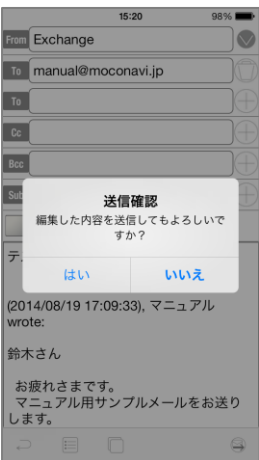 15:20 98%
From Exchange
To manual@moconavi.jp
To
Cc
Bcc
Sub
送信確認
編集した内容を送信してもよろしいで
すか？
はい いいえ
テ
(2014/08/19 17:09:33), マニュアル
wrote:
鈴木さん
お疲れさまです。
マニュアル用サンプルメールをお送り
します。